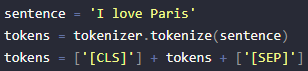 sentence = 'I love Paris'
tokens = tokenizer.tokenize(sentence)
tokens = ['[CLS]'] + tokens + ['[SEP]']